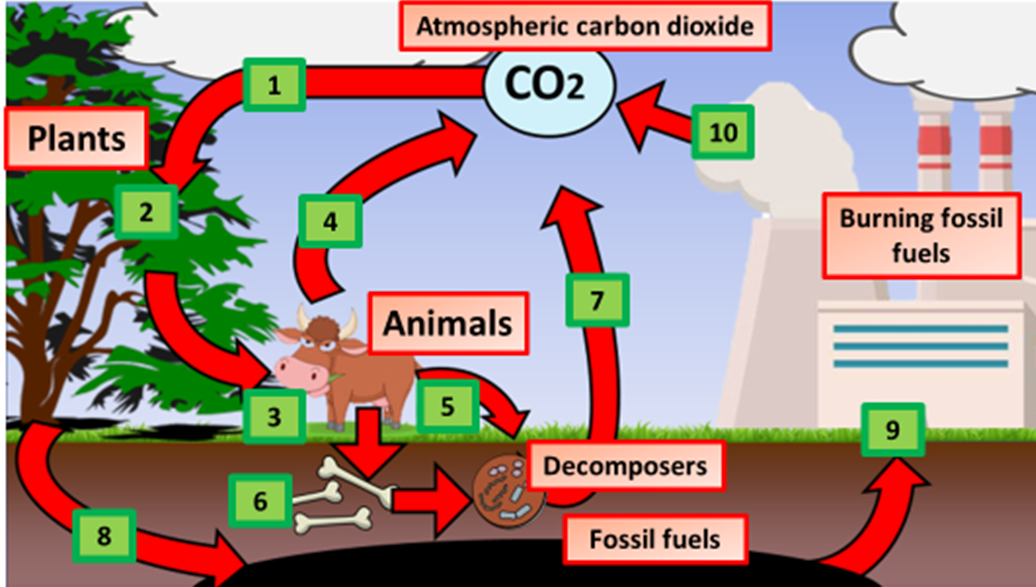 Atmospheric carbon dioxide
CO2
1
10
Plants
2
4
Burning fossil
fuels
7
Animals
3
5
9
Decomposers
6
8
Fossil fuels